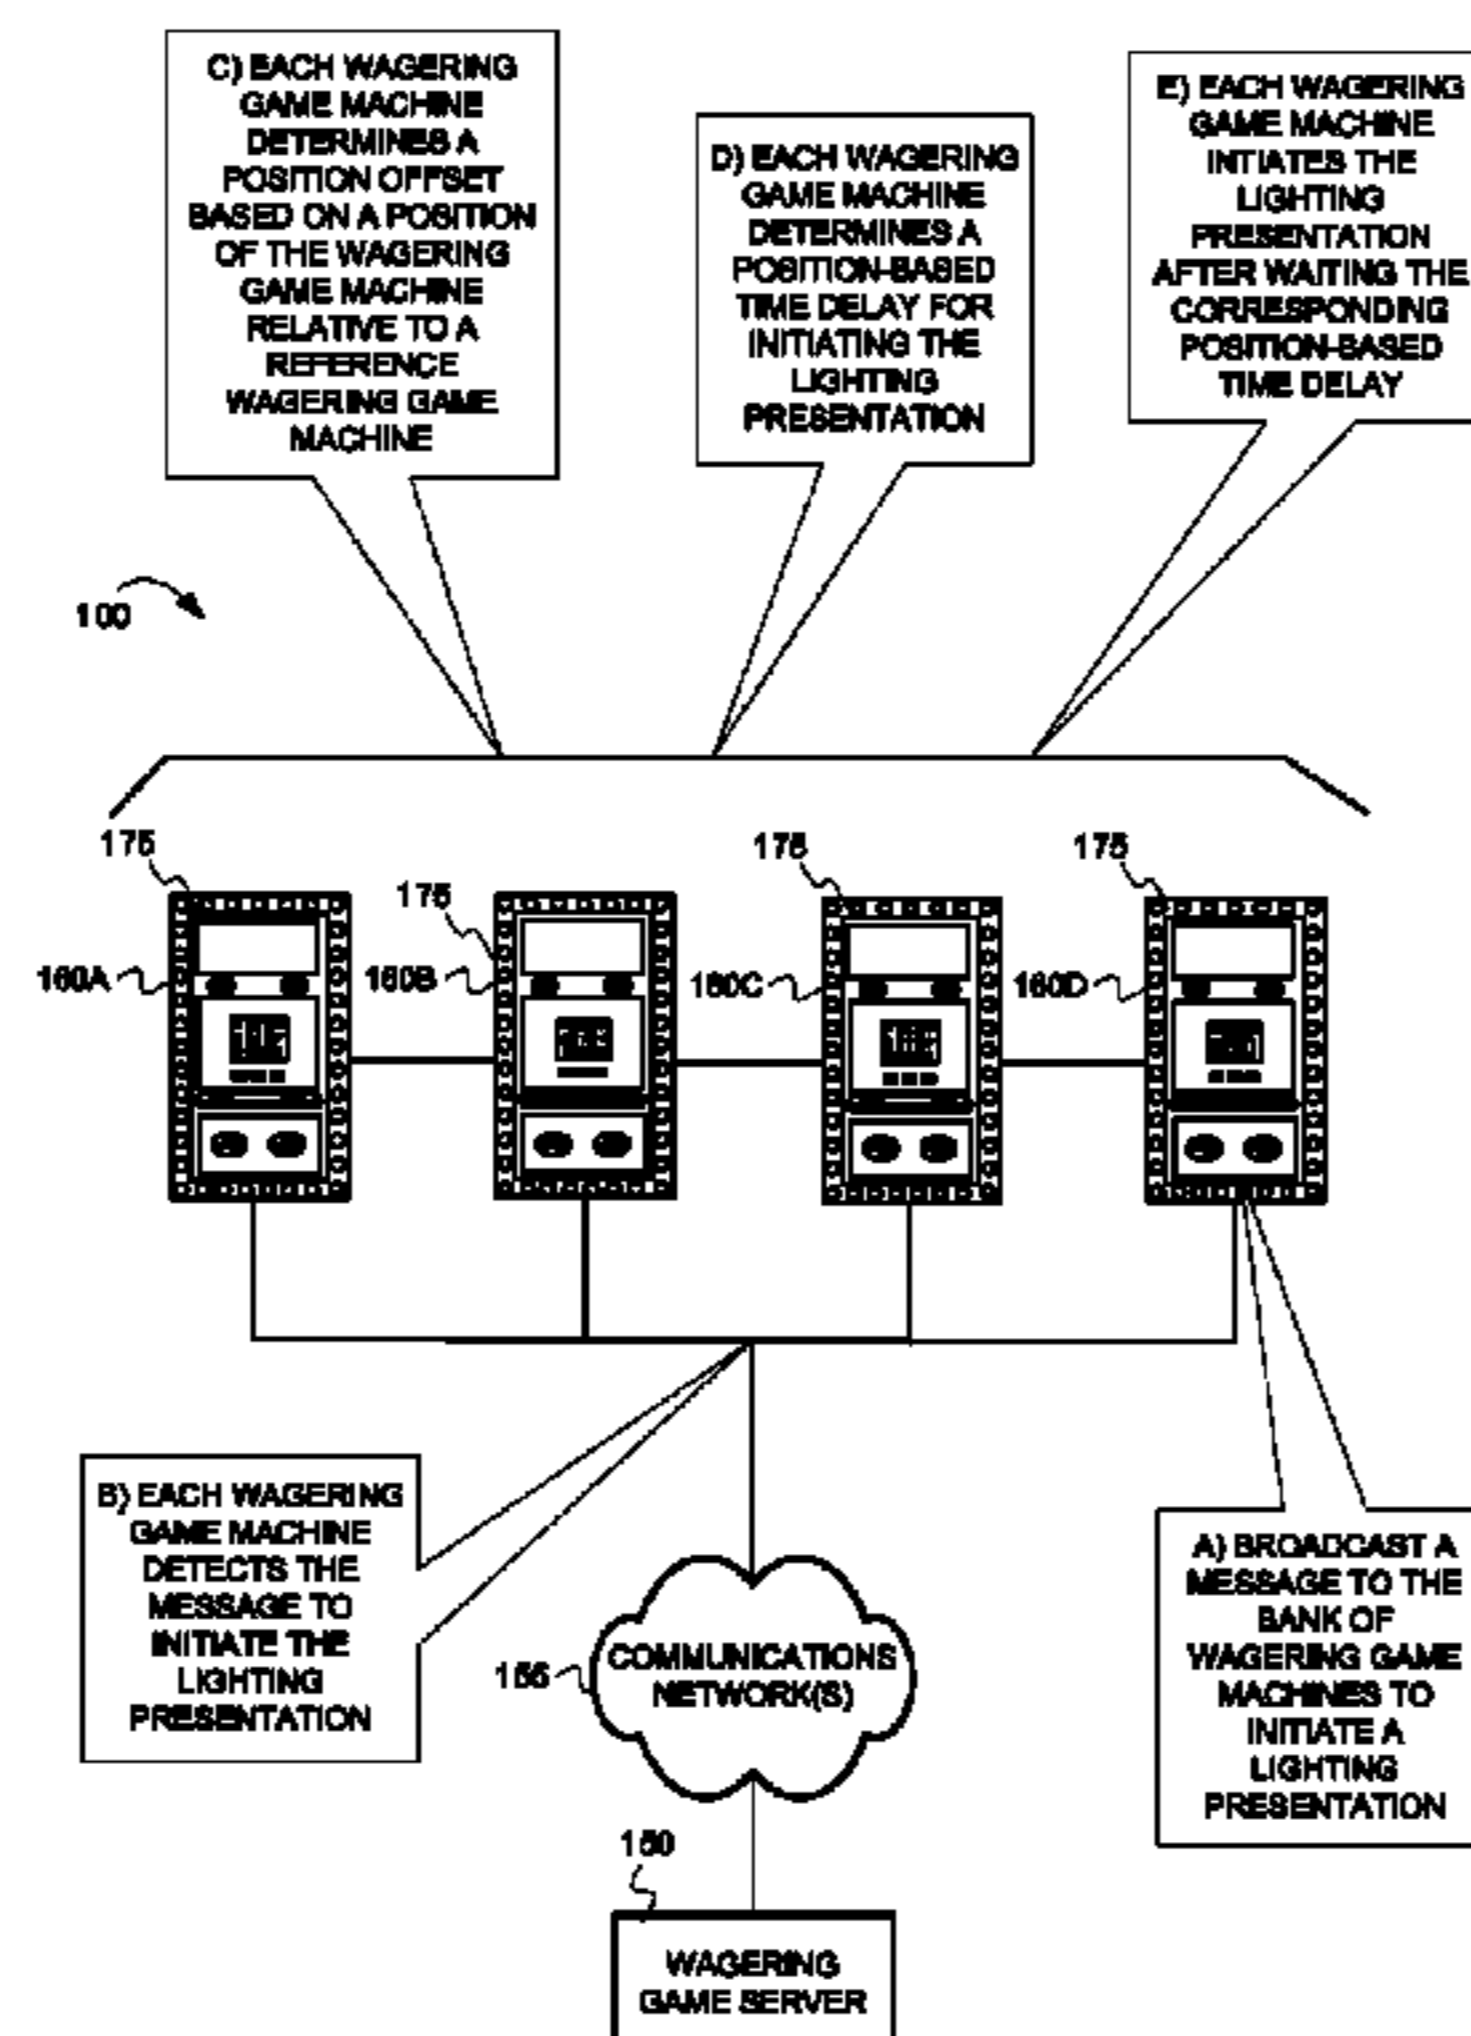 C) EACH WAGERING
GAME MACHINE
DETERMINES A
POSITION OFFSET
BASED ON A POSITION
OF THE WAGERING
GAME MACHINE
RELATIVE TO A
REFERENCE
WAGERING GAME
MACHINE
D) EACH WAGERING
GAME MACHINE
DETERMINES A
POSITION-BASED
TIME DELAY FOR
INITIATING THE
LIGHTING
PRESENTATION
E) EACH WAGERING
GAME MACHINE
INTIATES THE
LIGHTING
PRESENTATION
AFTER WAITING THE
CORRESPONDING
POSITION-BASED
TIME DELAY
100
175
175
175
175
160A
160B
160C
160D
B) EACH WAGERING
GAME MACHINE
DETECTS THE
MESSAGE TO
INITIATE THE
LIGHTING
PRESENTATION
A) BROADCAST A
MESSAGE TO THE
BANK OF
WAGERING GAME
MACHINES TO
INITIATE A
LIGHTING
PRESENTATION
155
COMMUNICATIONS
NETWORK(S)
150
WAGERING
GAME SERVER